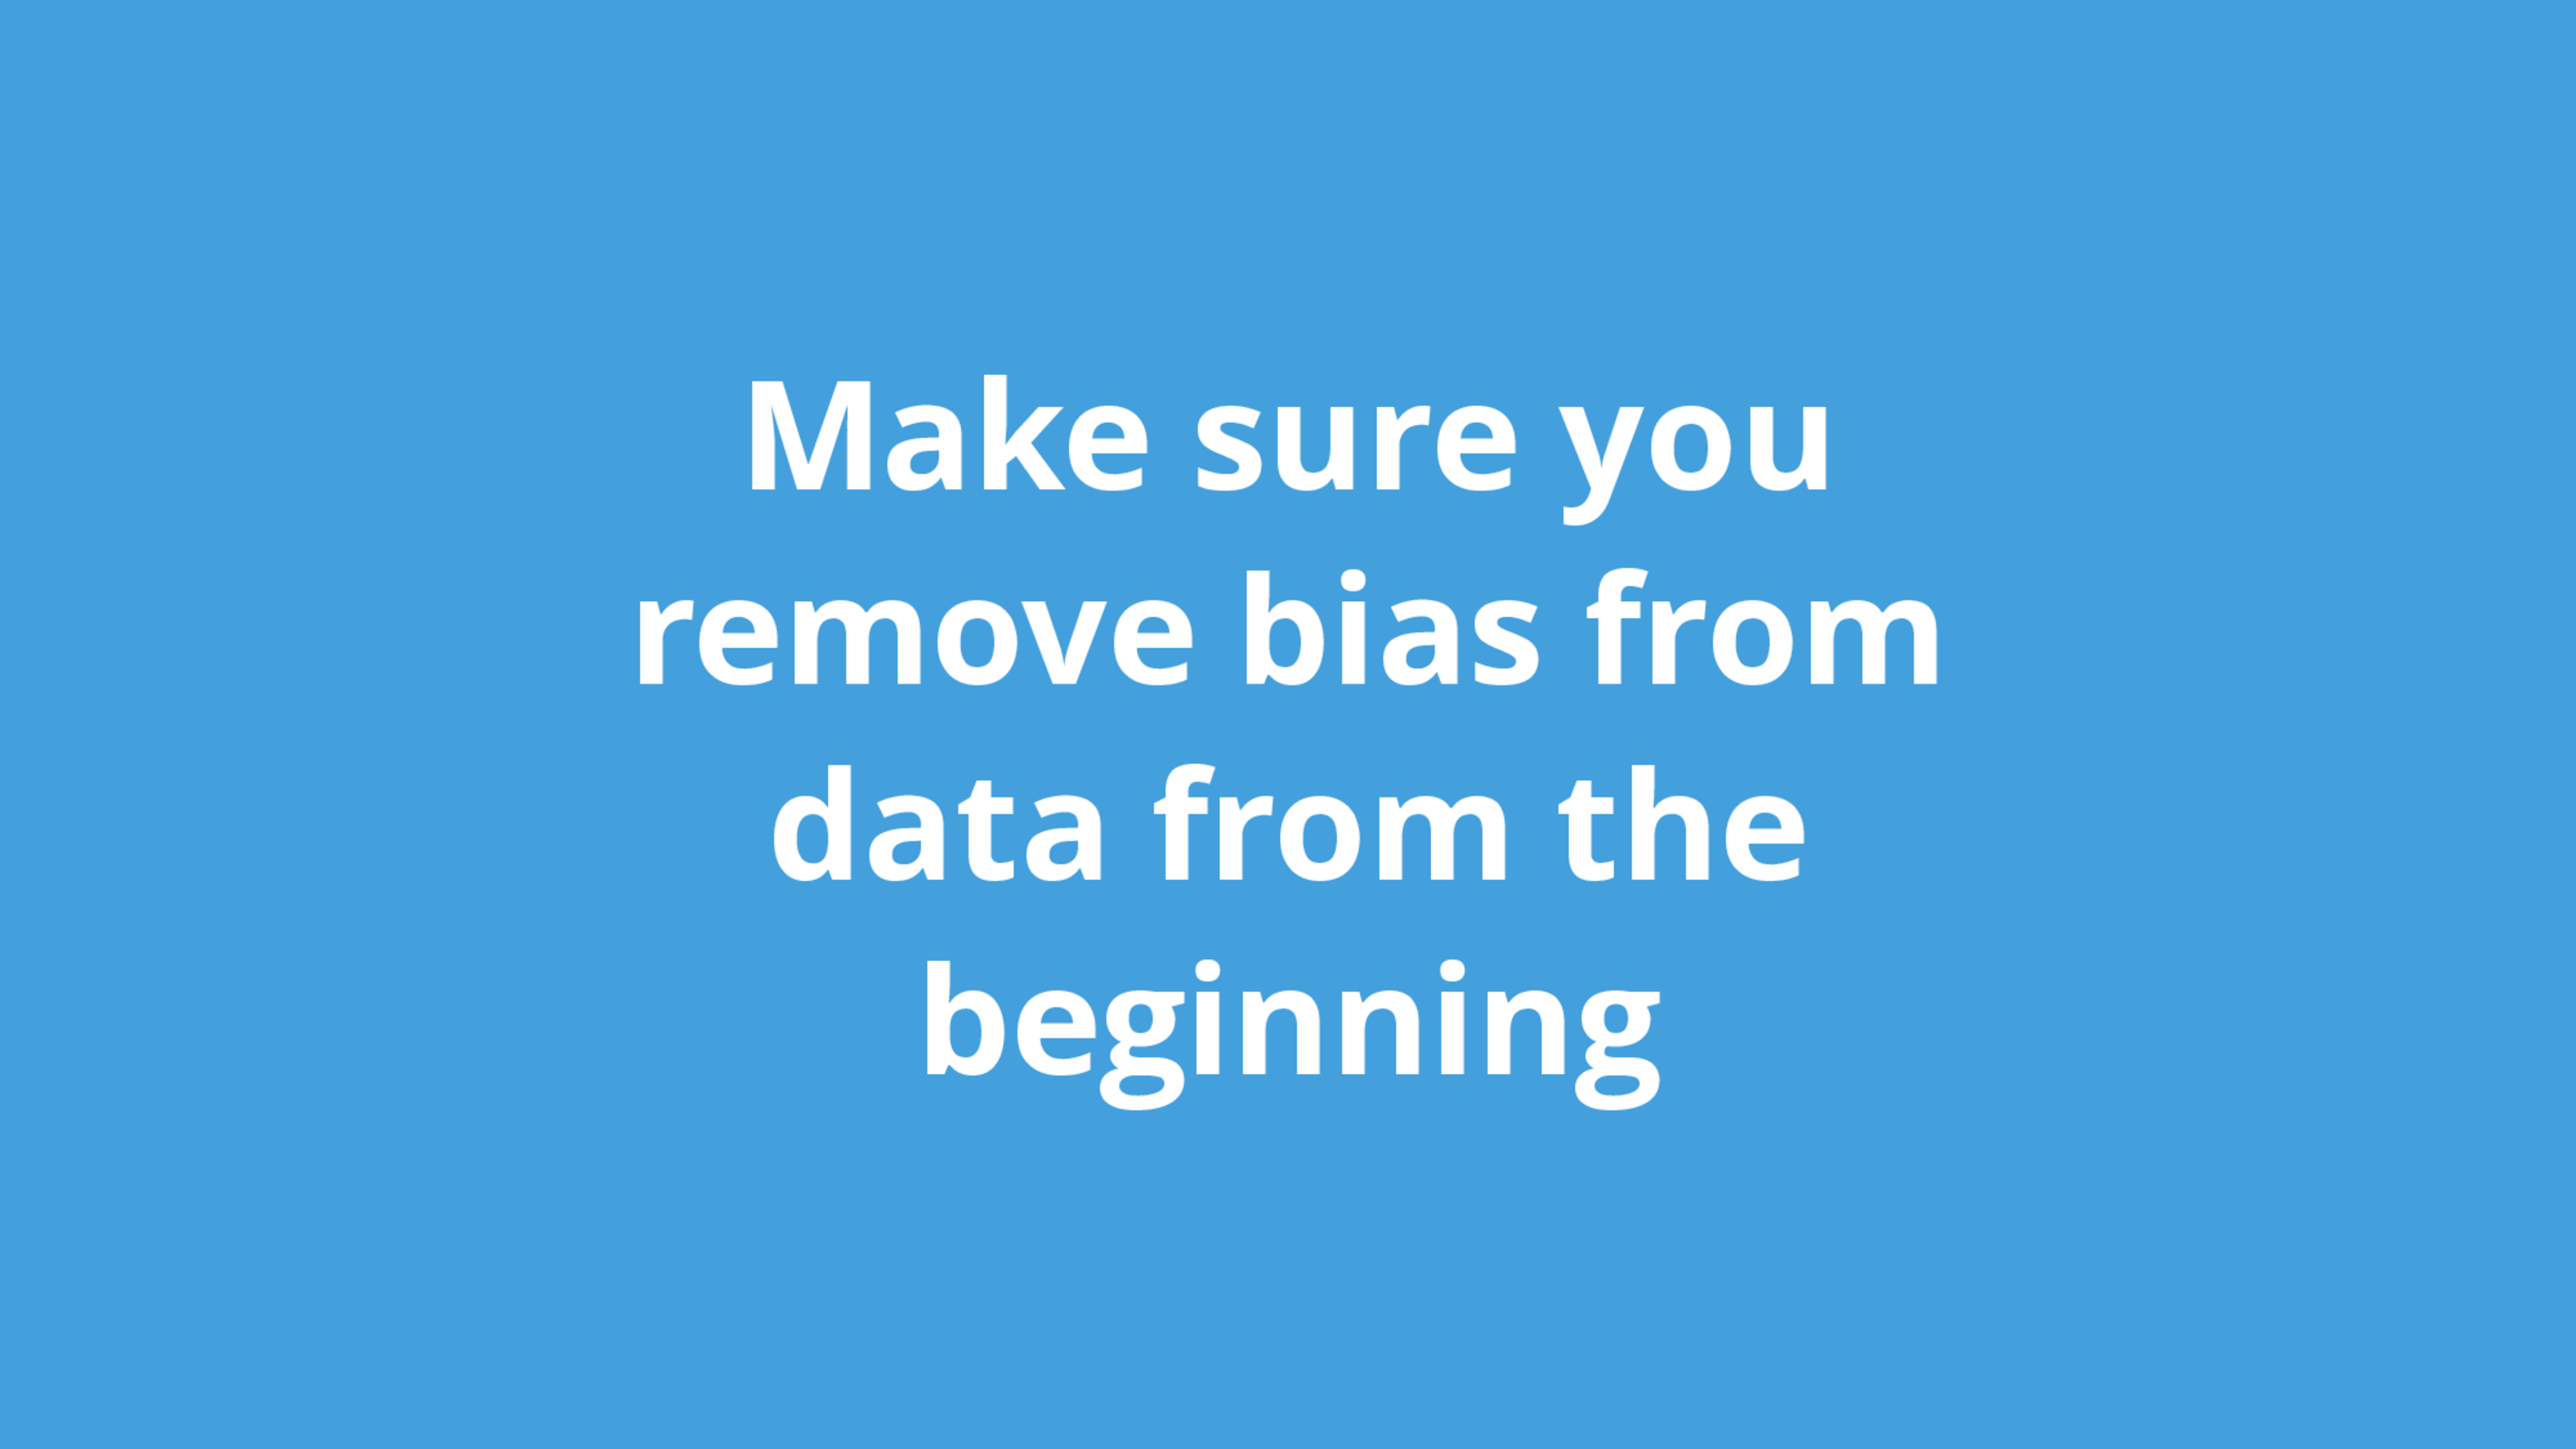 Make sure you
remove bias from
data from the
beginning